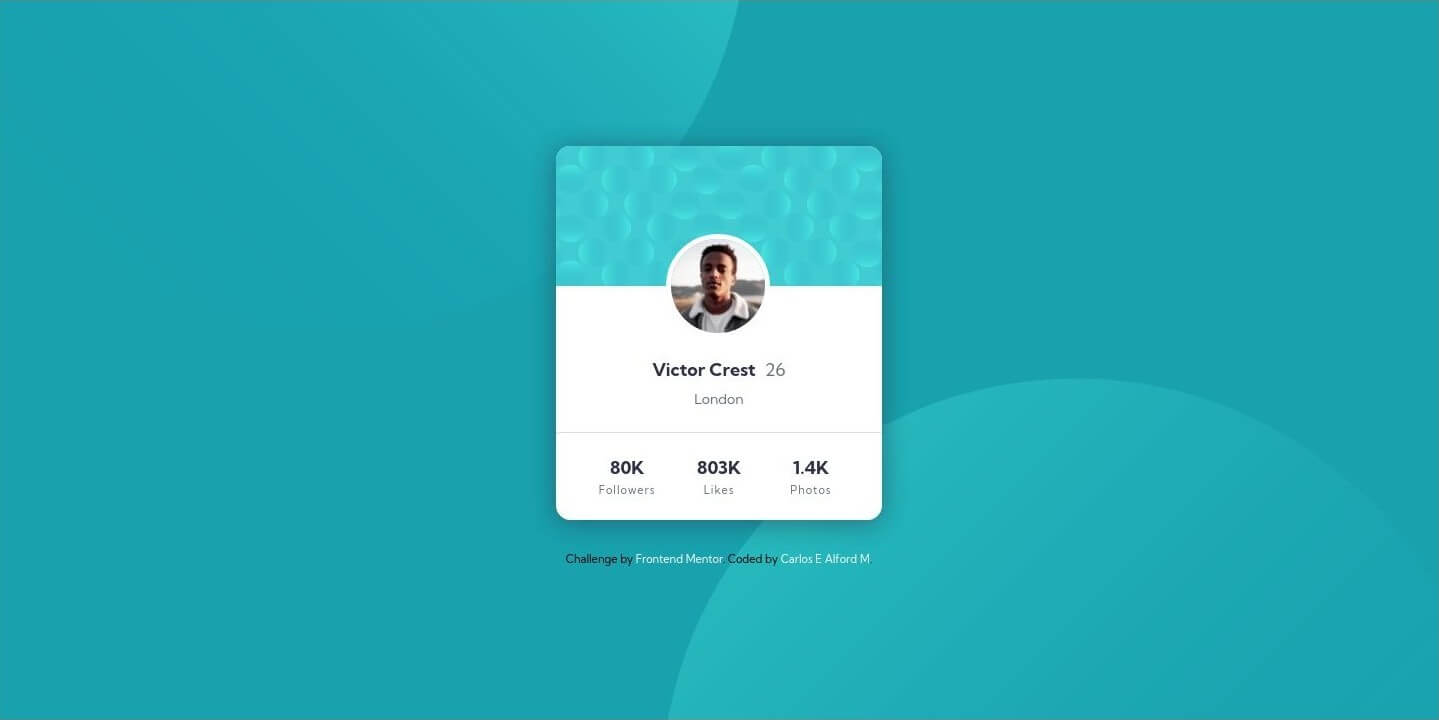 Victor Crest 26
London
80K 803K 1.4K
Followers Likes Photos
Challenge by Frontend Mentor. Coded by Carlos E Alford M.